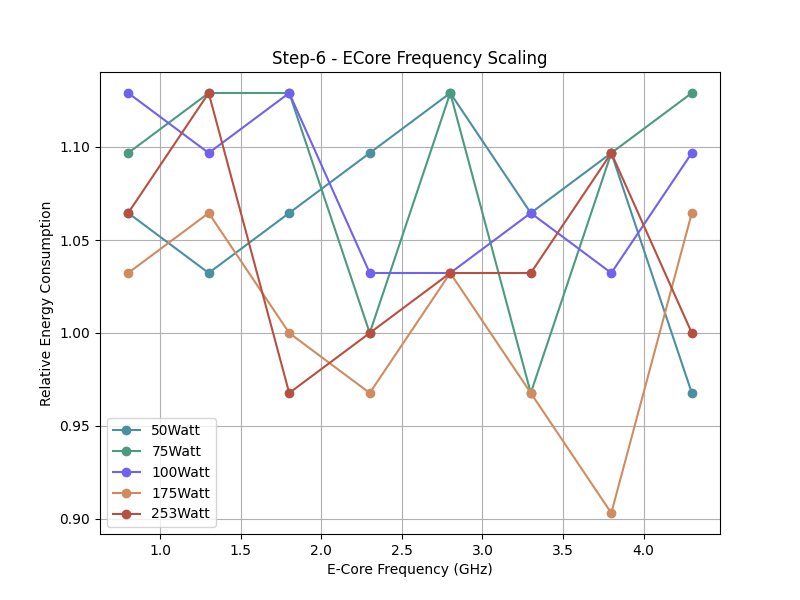 Step-6 - ECore Frequency Scaling
Relative Energy Consumption
1.10
1.05
1.00
0.95
0.90
50Watt
75Watt
100Watt
175Watt
253Watt
1.0 1.5 2.0 2.5 3.0 3.5 4.0
E-Core Frequency (GHz)